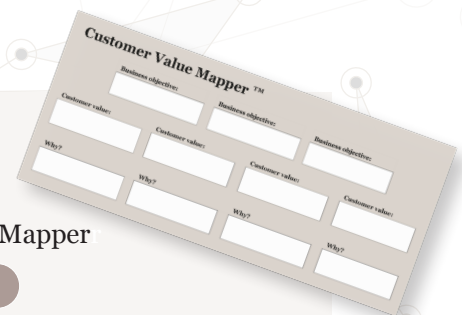 Customer Value Mapper ™
Business objective: Business objective: Business objective:
Customer value: Customer value: Customer value: Customer value:
Why? Why? Why? Why?
Mapper